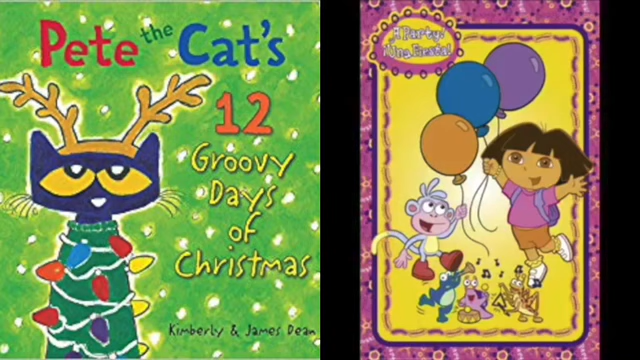 Pete the Cat's
12
Groovy
Days
of
Christmas
Kimberly & James Dean
A Party!
¡Una Fiesta!